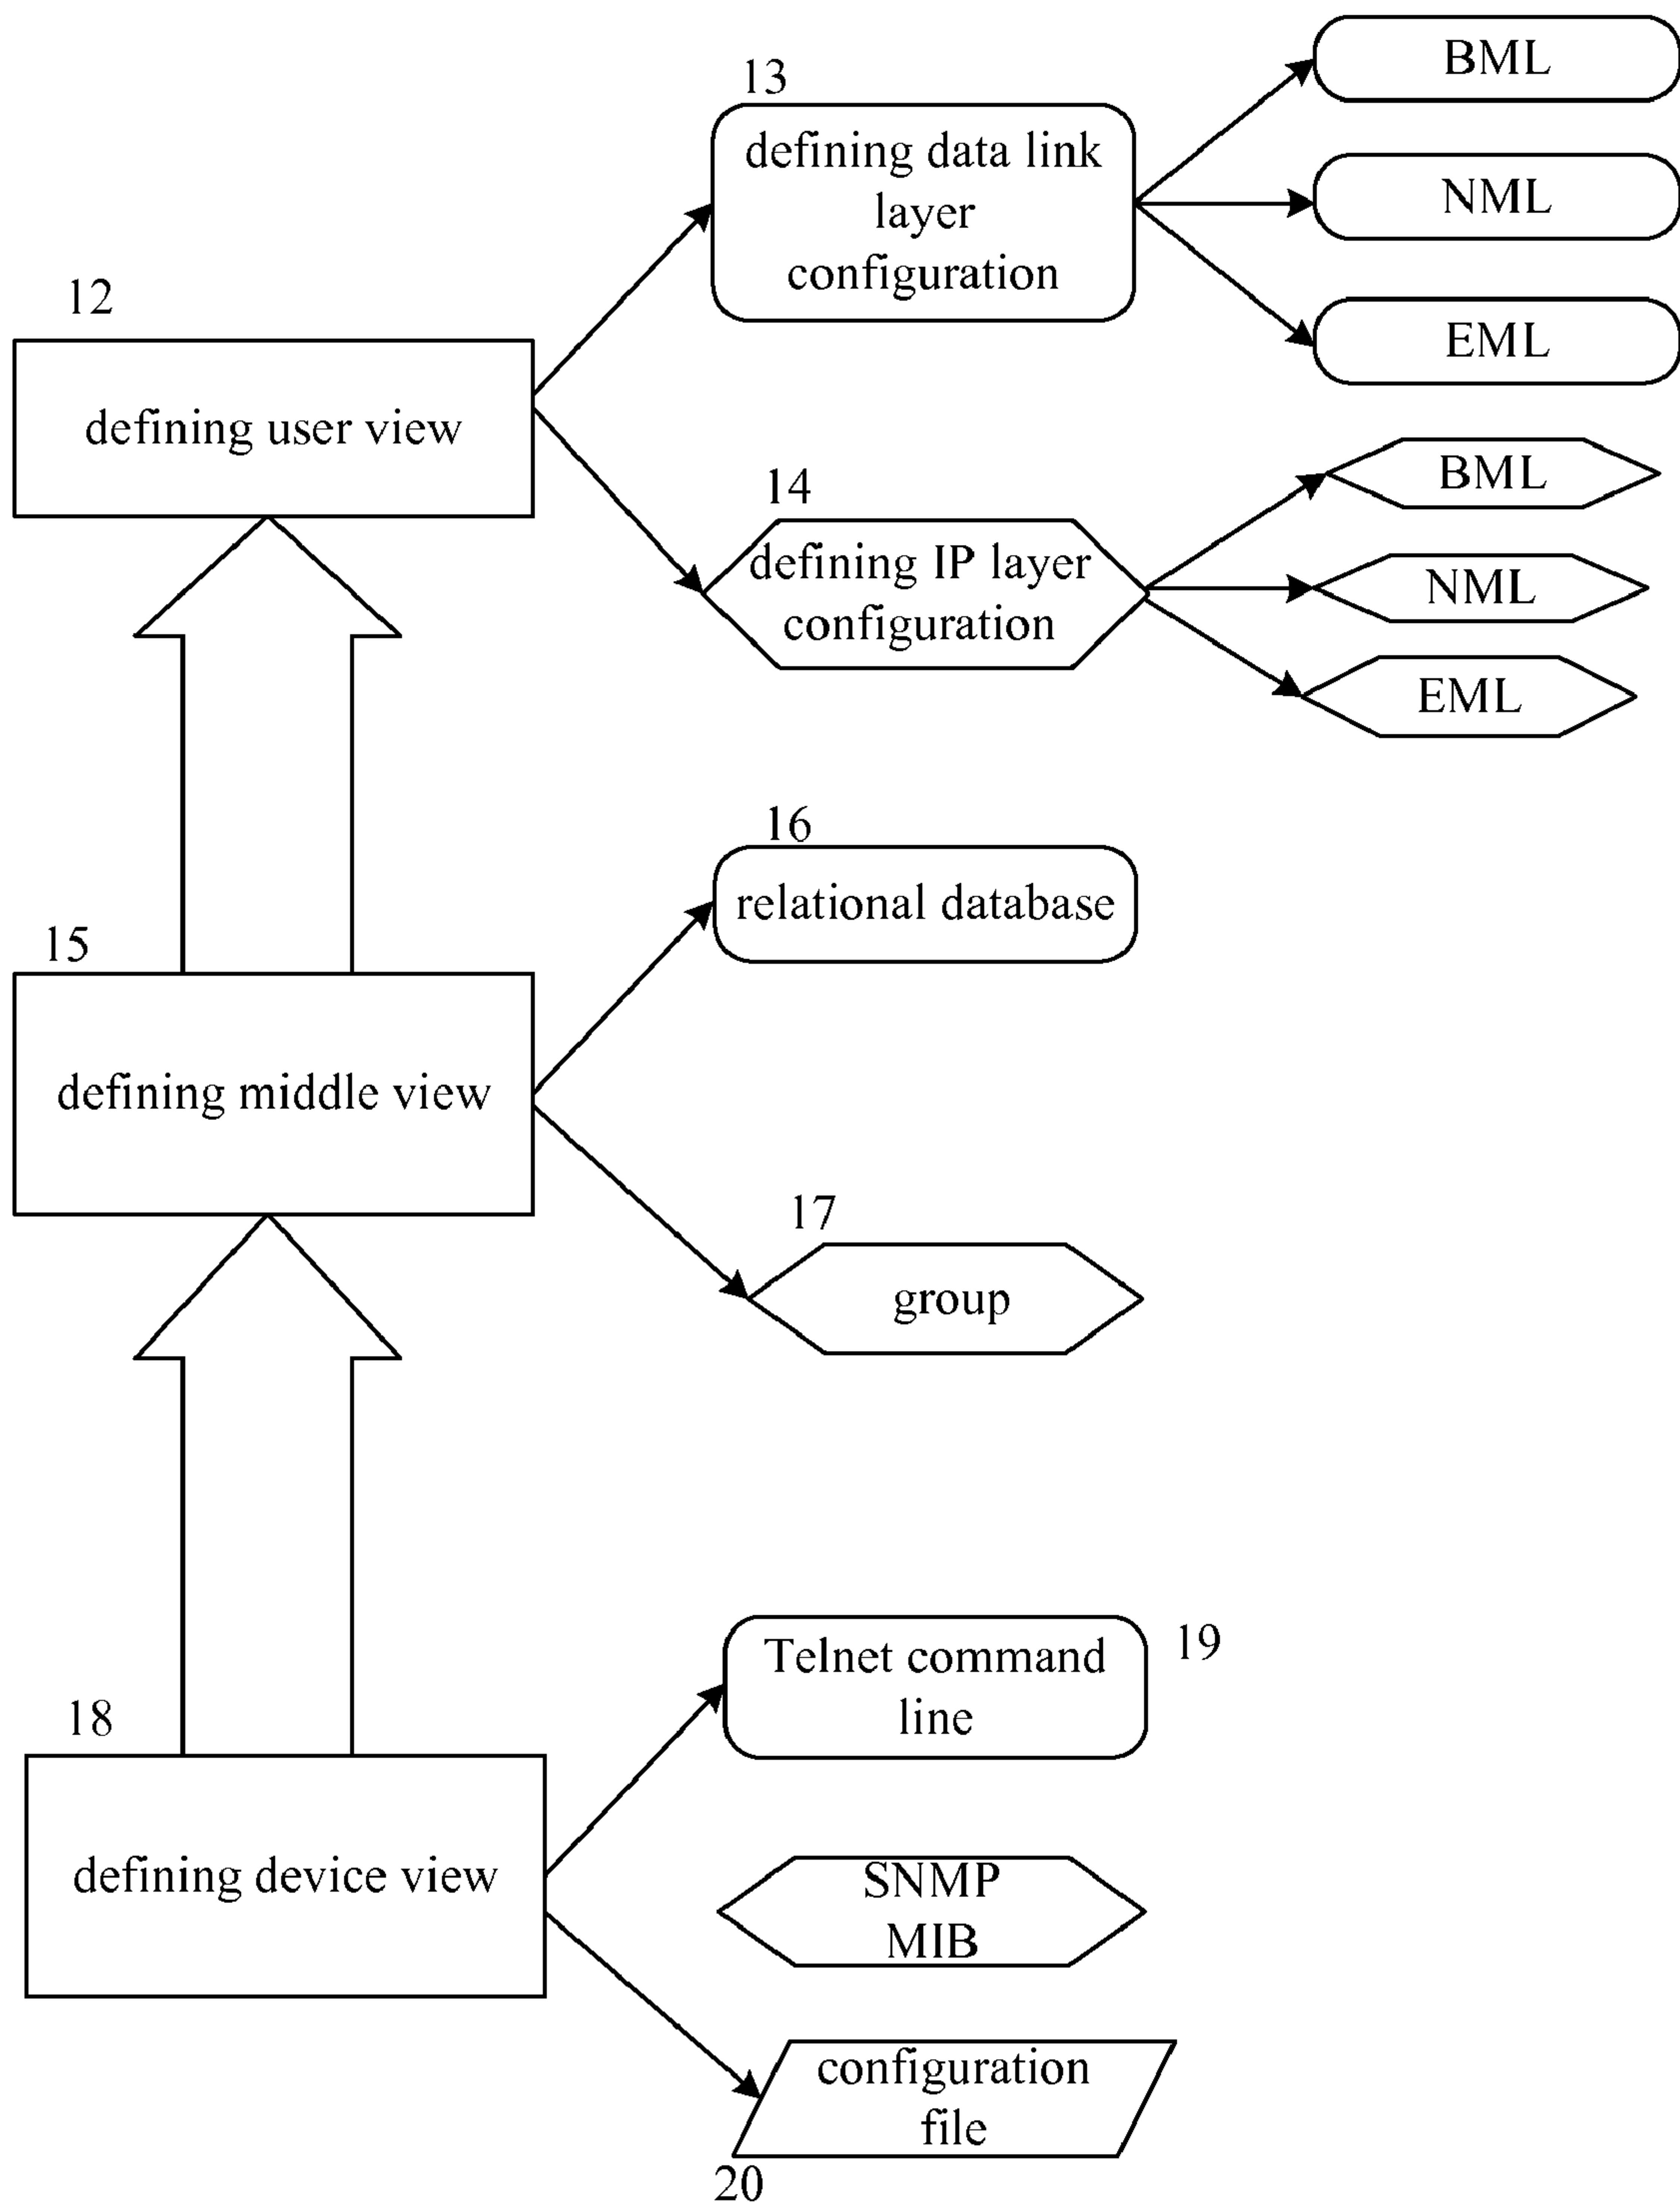 12
defining user view
13
defining data link
layer
configuration
BML
NML
EML
14
defining IP layer
configuration
BML
NML
EML
15
defining middle view
16
relational database
17
group
18
defining device view
Telnet command
line
19
SNMP
MIB
configuration
file
20